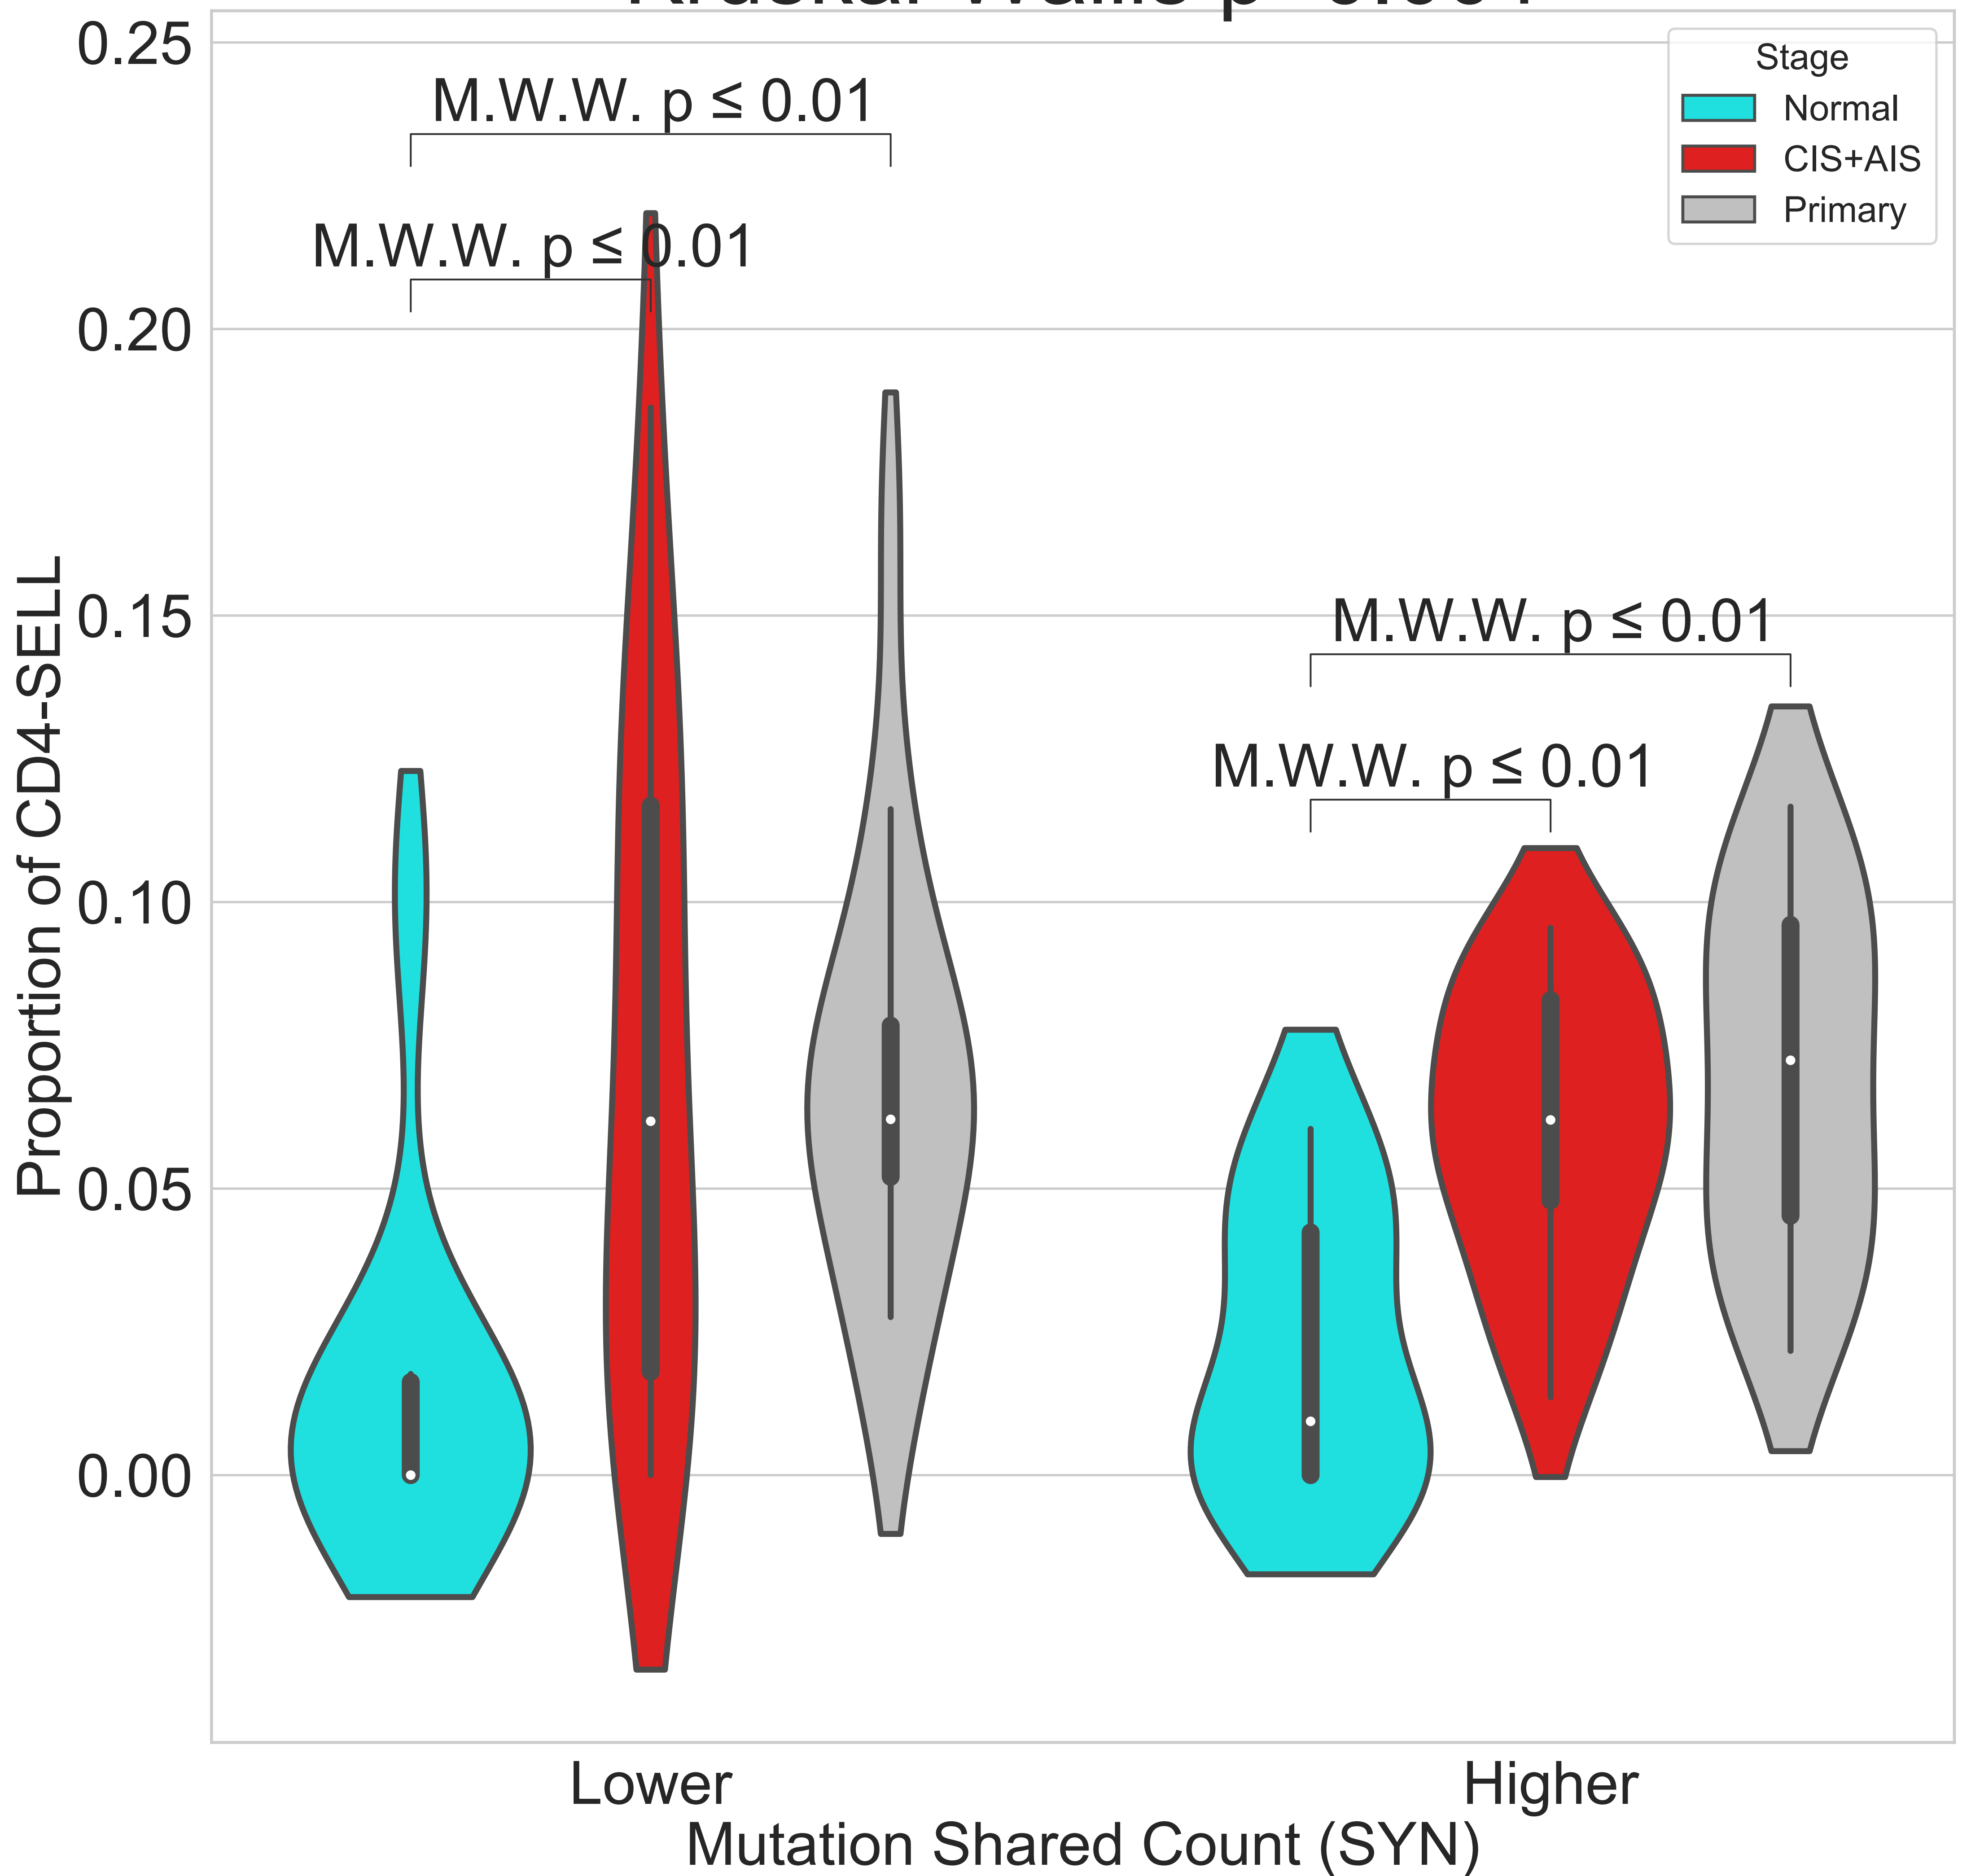 0.25
0.20
0.15
0.10
0.05
0.00
Proportion of CD4-SELL
M.W.W. p ≤ 0.01
M.W.W. p ≤ 0.01
M.W.W. p ≤ 0.01
M.W.W. p ≤ 0.01
Stage
Normal
CIS+AIS
Primary
Lower
Higher
Mutation Shared Count (SYN)